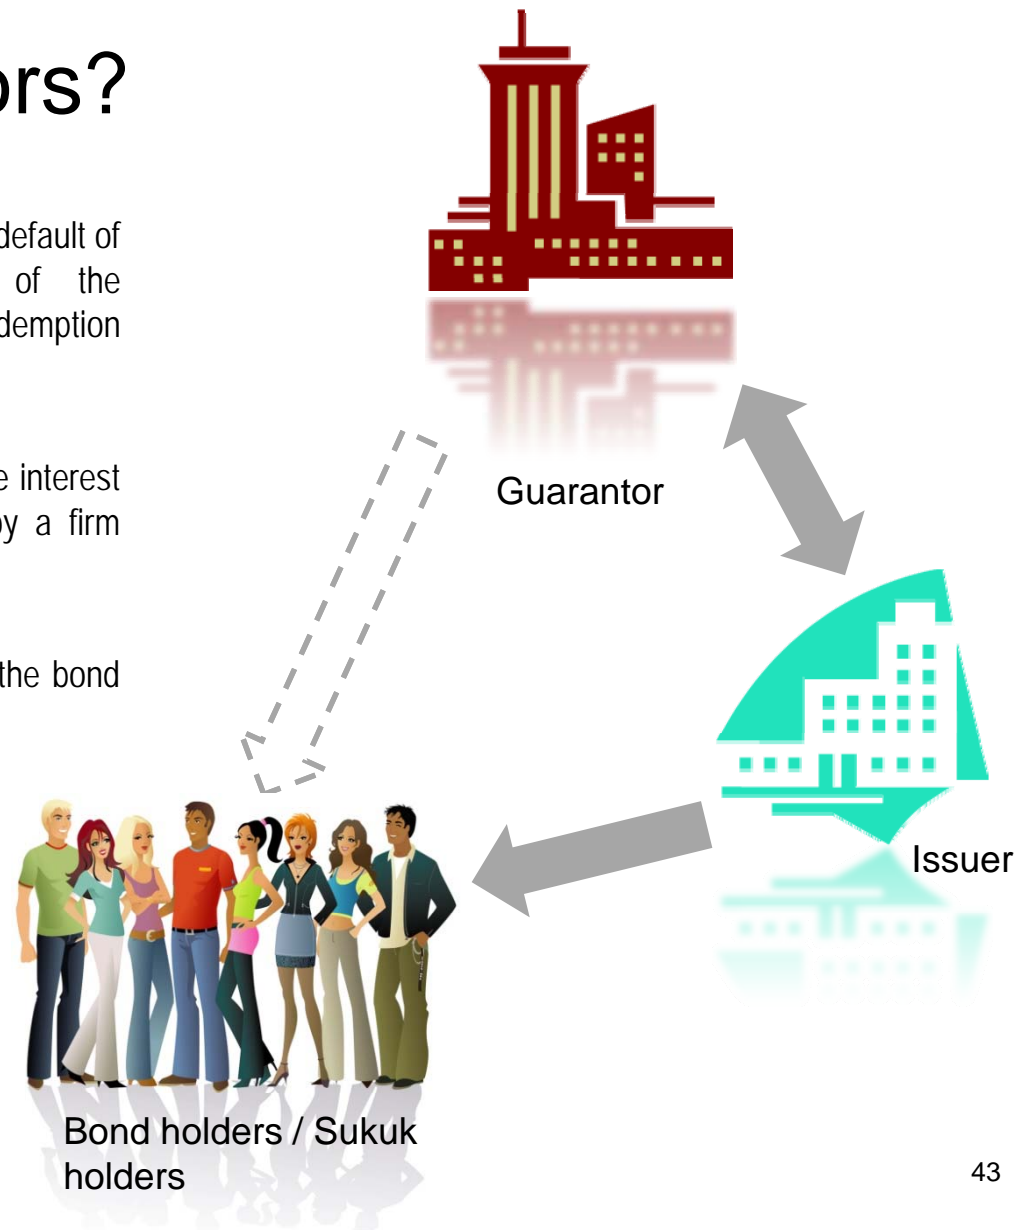 ors?
default of
of the
demption
e interest
by a firm
the bond
Guarantor
Issuer
Bond holders / Sukuk
holders
43